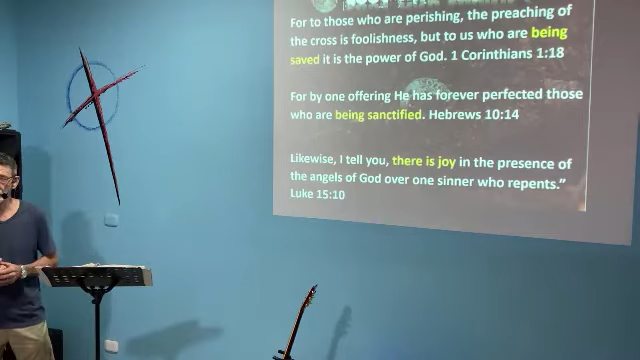 For to those who are perishing, the preaching of
the cross is foolishness, but to us who are being
saved it is the power of God. 1 Corinthians 1:18
For by one offering He has forever perfected those
who are being sanctified. Hebrews 10:14
Likewise, I tell you, there is joy in the presence of
the angels of God over one sinner who repents.”
Luke 15:10